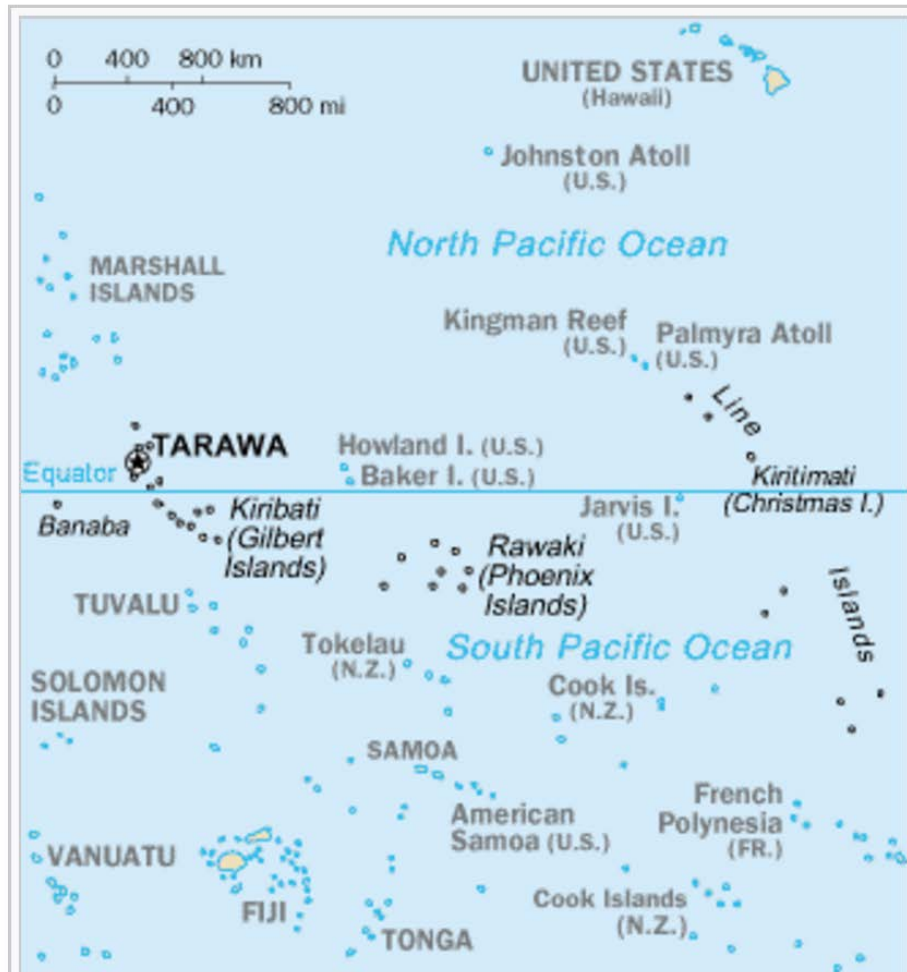 0 400 800 km
0 400 800 mi
UNITED STATES
(Hawaii)
Johnston Atoll
(U.S.)
North Pacific Ocean
MARSHALL
ISLANDS
Kingman Reef
(U.S.)
Palmyra Atoll
(U.S.)
Line
TARAWA
Howland I. (U.S.)
Baker I. (U.S.)
Equator
Kiritimati
(Christmas I.)
Jarvis I.
(U.S.)
Banaba
Kiribati
(Gilbert
Islands)
Rawaki
(Phoenix
Islands)
Islands
TUVALU
Tokelau
(N.Z.)
South Pacific Ocean
SOLOMON
ISLANDS
Cook Is.
(N.Z.)
SAMOA
American
Samoa (U.S.)
French
Polynesia
(FR.)
VANUATU
FIJI
Cook Islands
(N.Z.)
TONGA